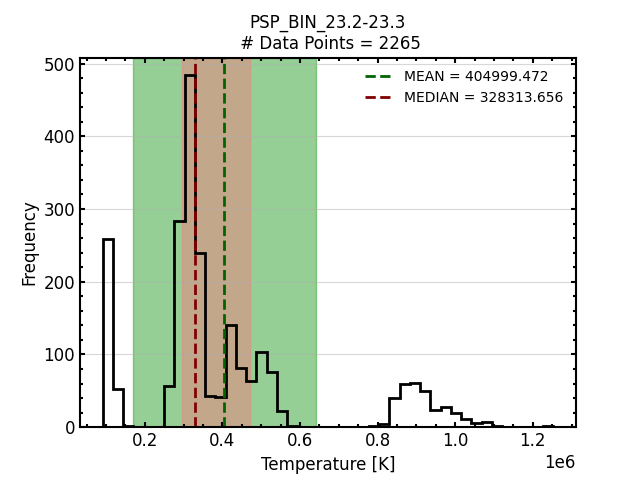 PSP_BIN_23.2-23.3
# Data Points = 2265
MEAN = 404999.472
MEDIAN = 328313.656
500
400
300
200
100
0
Frequency
0.2 0.4 0.6 0.8 1.0 1.2
1e6
Temperature [K]